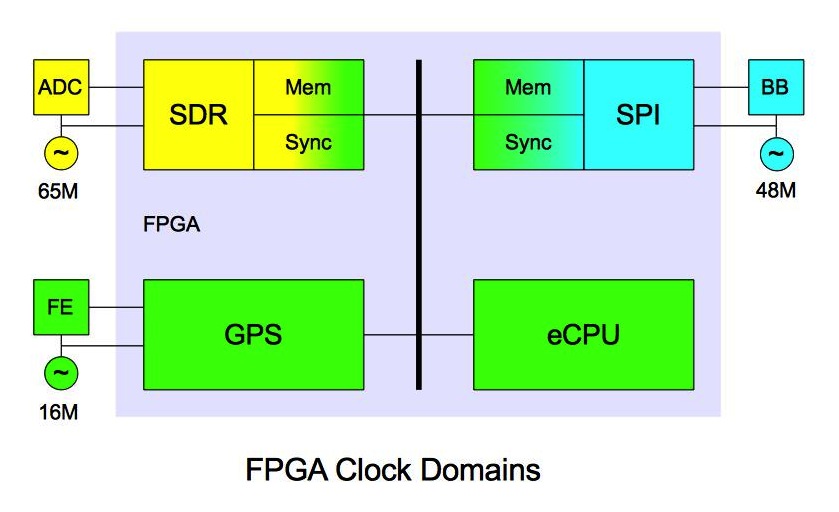 ADC
SDR
Mem
Sync
~
65M
Mem
Sync
SPI
BB
~
48M
FPGA
FE
GPS
eCPU
~
16M
FPGA Clock Domains